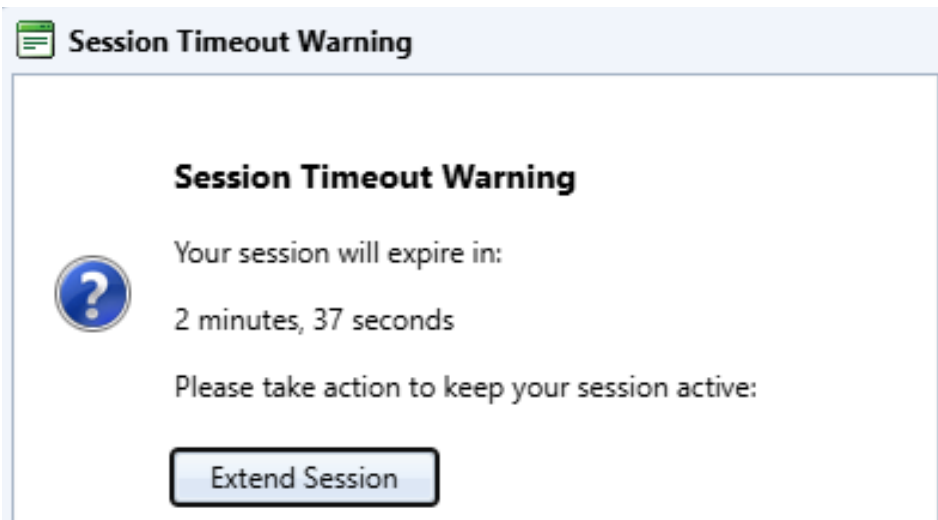 Session Timeout Warning
Session Timeout Warning
Your session will expire in:
2 minutes, 37 seconds
Please take action to keep your session active:
Extend Session